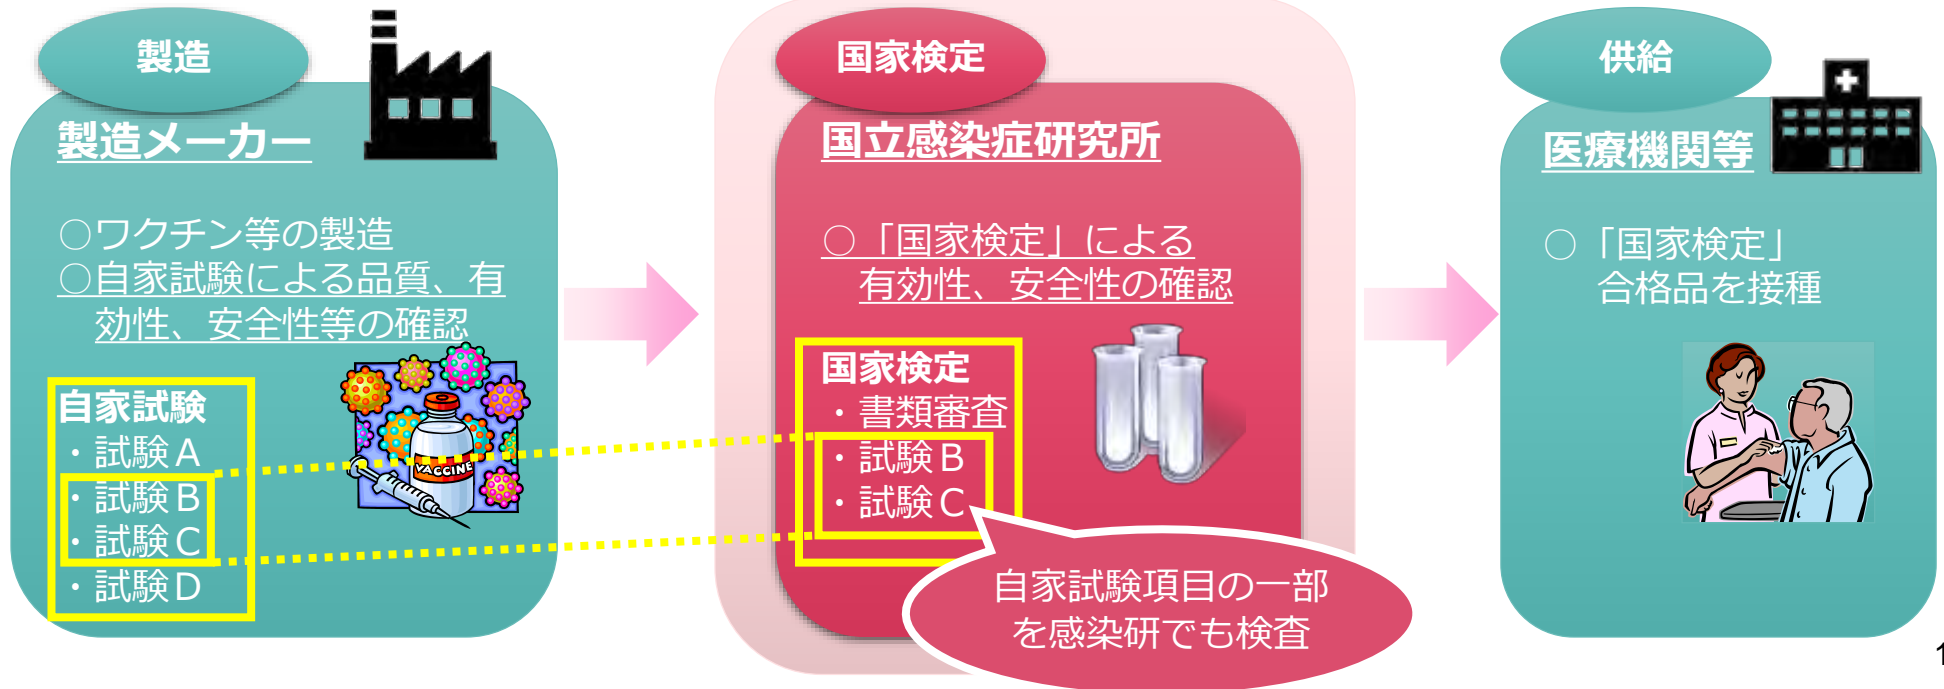 製造
製造メーカー
○ワクチン等の製造
○自家試験による品質、有
効性、安全性等の確認
自家試験
・試験A
・試験B
・試験C
・試験D
VACCINE
国家検定
国立感染症研究所
○「国家検定」による
有効性、安全性の確認
国家検定
・書類審査
・試験B
・試験C
自家試験項目の一部
を感染研でも検査
供給
医療機関等
○「国家検定」
合格品を接種
1